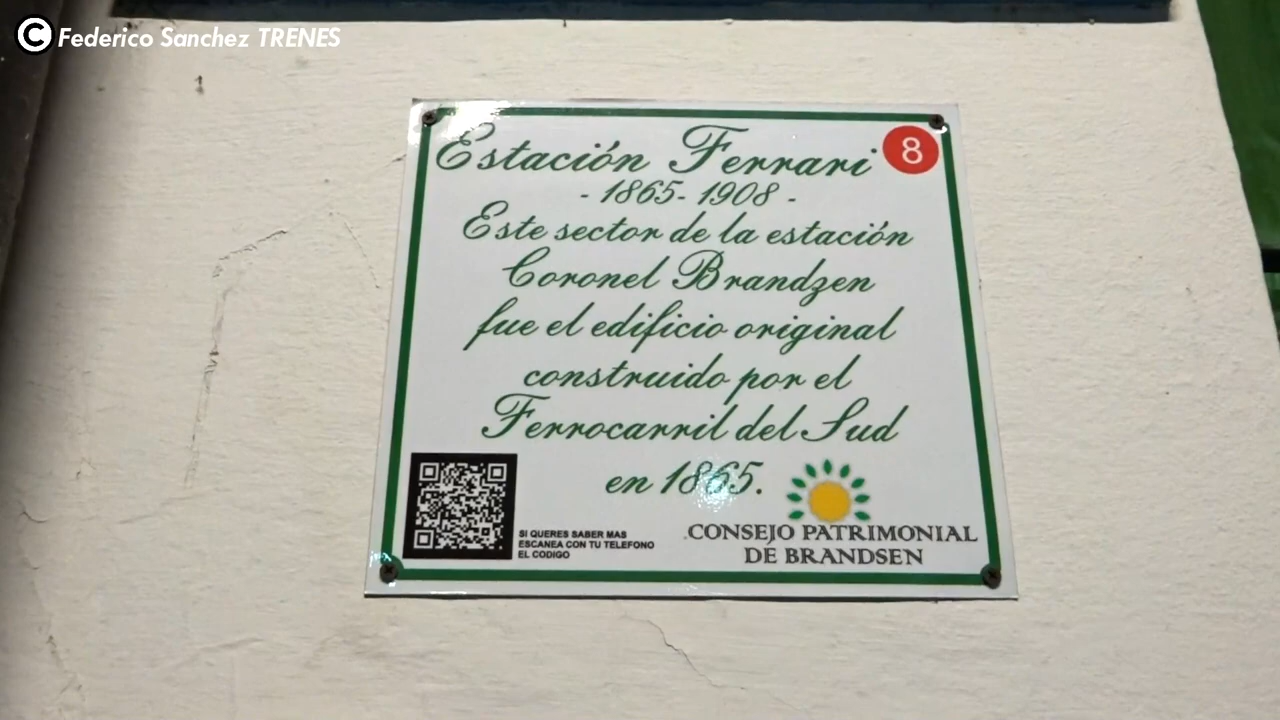 © Federico Sanchez TRENES
Estación Ferrari 8
- 1865- 1908 -
Este sector de la estación
Coronel Brandzen
fue el edificio original
construido por el
Ferrocarril del Sud
en 1865.
SI QUERES SABER MAS
ESCANEA CON TU TELEFONO
EL CODIGO
CONSEJO PATRIMONIAL
DE BRANDSEN